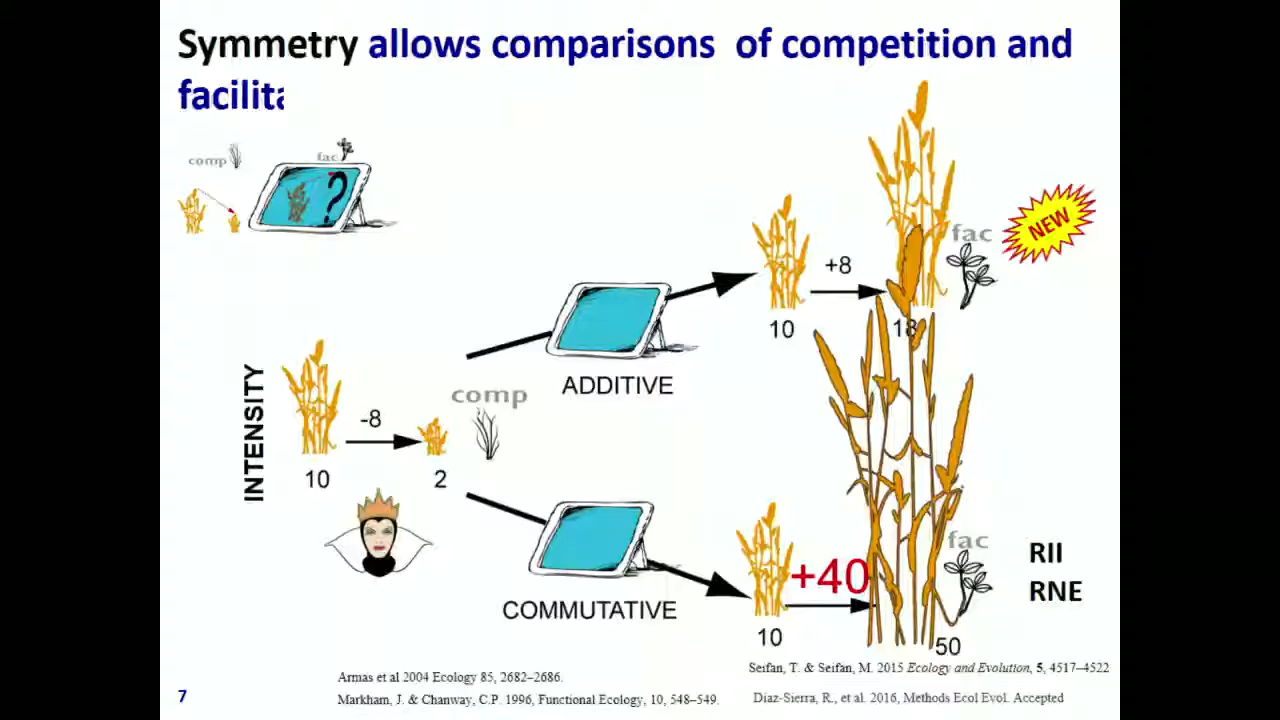 Symmetry allows comparisons of competition and
facilita
comp
fac
?
fac
NEW
+8
10
18
ADDITIVE
comp
INTENSITY
-8
10
2
fac
RII
RNE
+40
COMMUTATIVE
10
50
Seifan, T. & Seifan, M. 2015 Ecology and Evolution, 5, 4517–4522
Armas et al 2004 Ecology 85, 2682–2686.
7
Markham, J. & Chanway, C.P. 1996, Functional Ecology, 10, 548–549.
Diaz-Sierra, R., et al. 2016, Methods Ecol Evol. Accepted